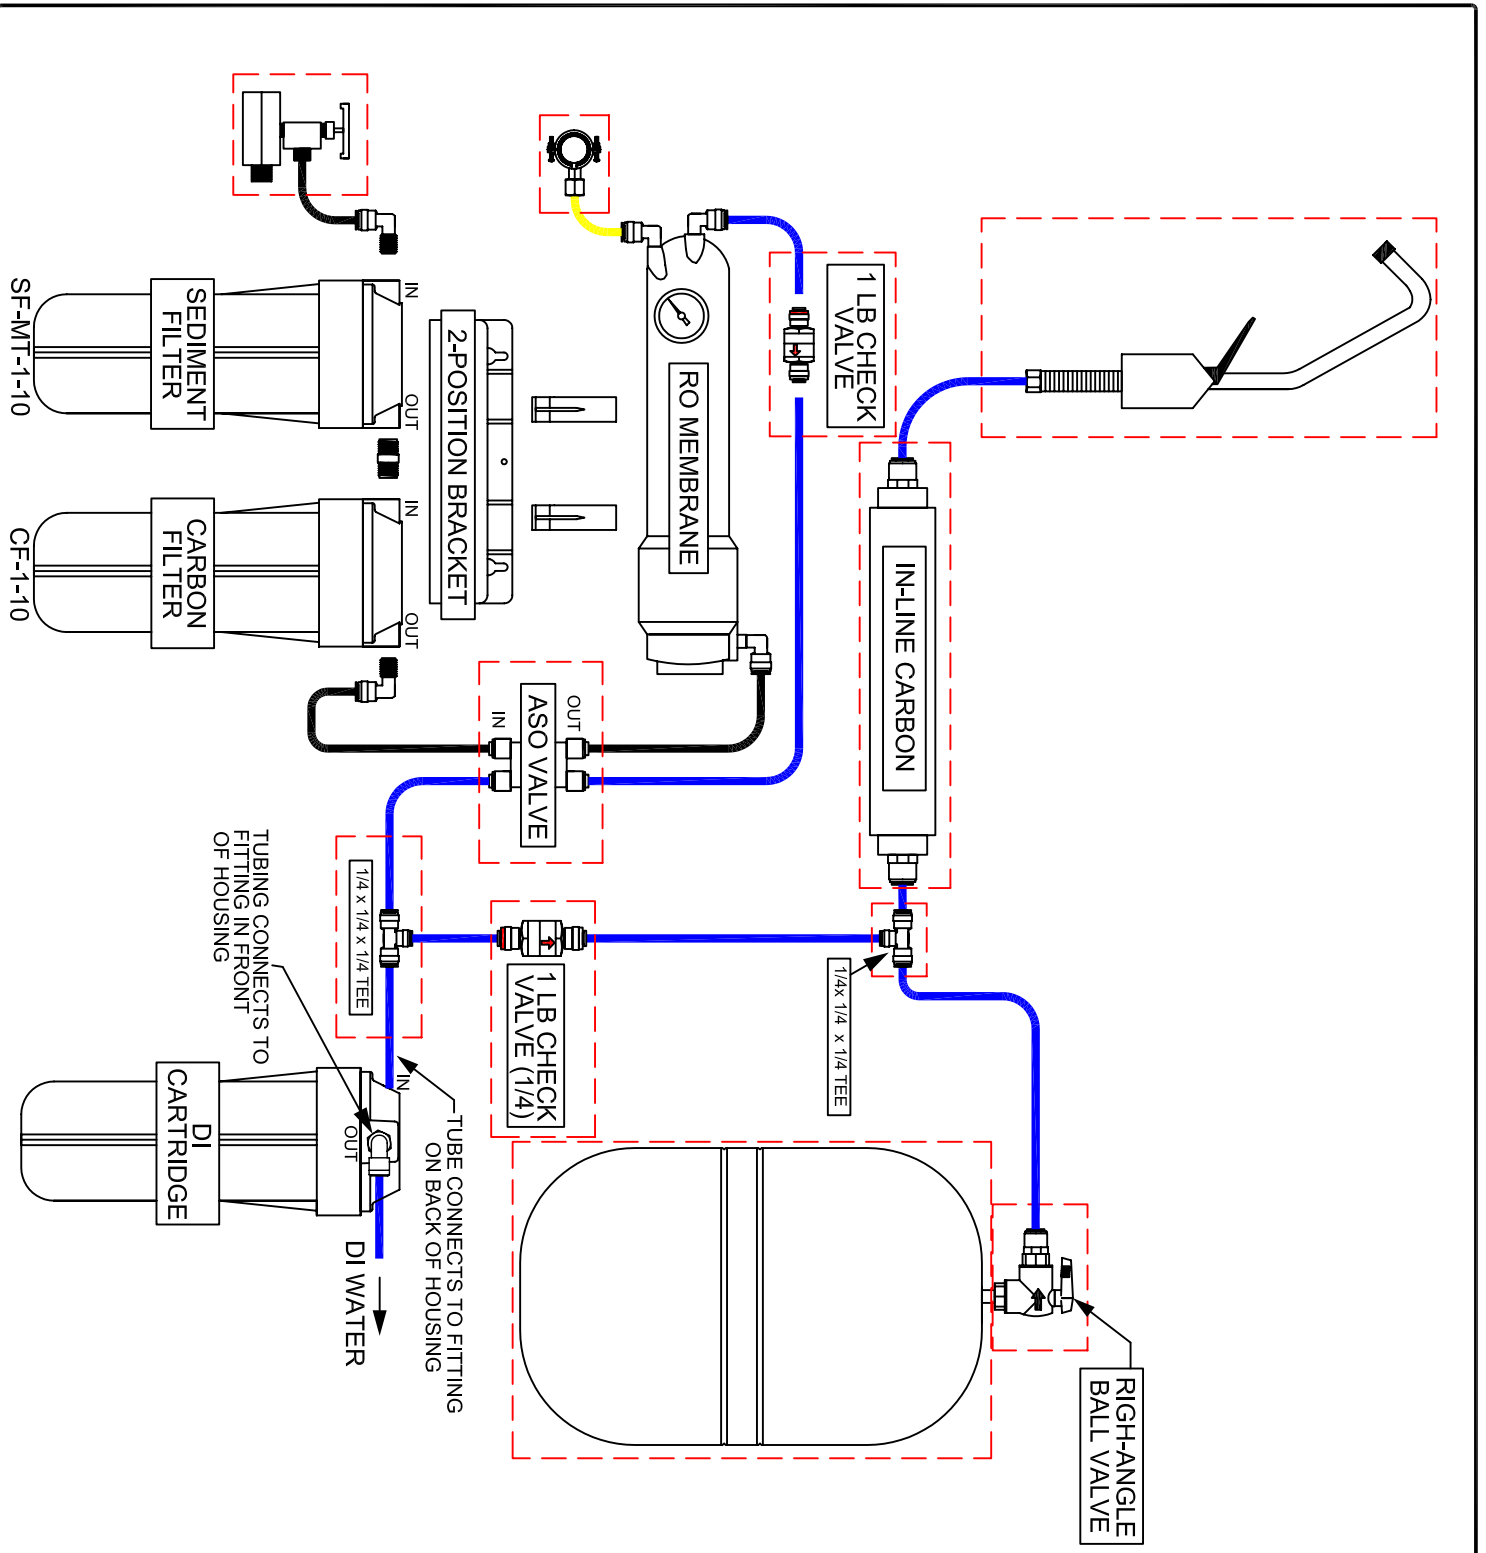 RIGH-ANGLE
BALL VALVE
1 LB CHECK
VALVE
IN-LINE CARBON
1/4x 1/4 x 1/4 TEE
RO MEMBRANE
OUT
ASO VALVE
IN
1 LB CHECK
VALVE (1/4)
2-POSITION BRACKET
TUBE CONNECTS TO FITTING
ON BACK OF HOUSING
IN
OUT
IN
OUT
1/4 x 1/4 x 1/4 TEE
IN
OUT
DI WATER
TUBING CONNECTS TO
FITTING IN FRONT
OF HOUSING
SEDIMENT
FILTER
CARBON
FILTER
DI
CARTRIDGE
SF-MT-1-10
CF-1-10